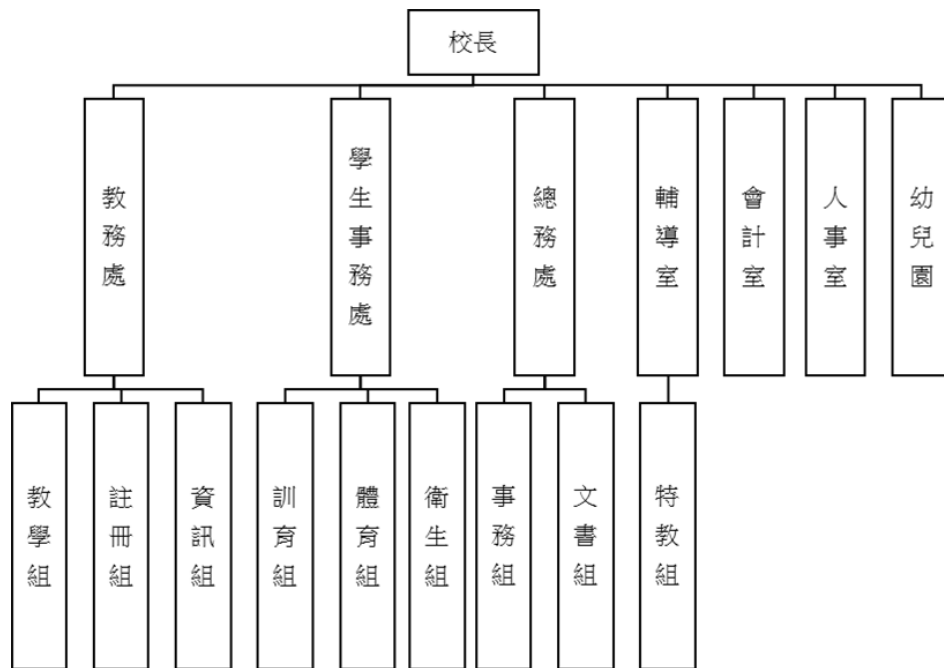 校長
教務處
學生事務處
總務處
輔導室
會計室
人事室
幼兒園
教學組
註冊組
資訊組
訓育組
體育組
衛生組
事務組
文書組
特教組